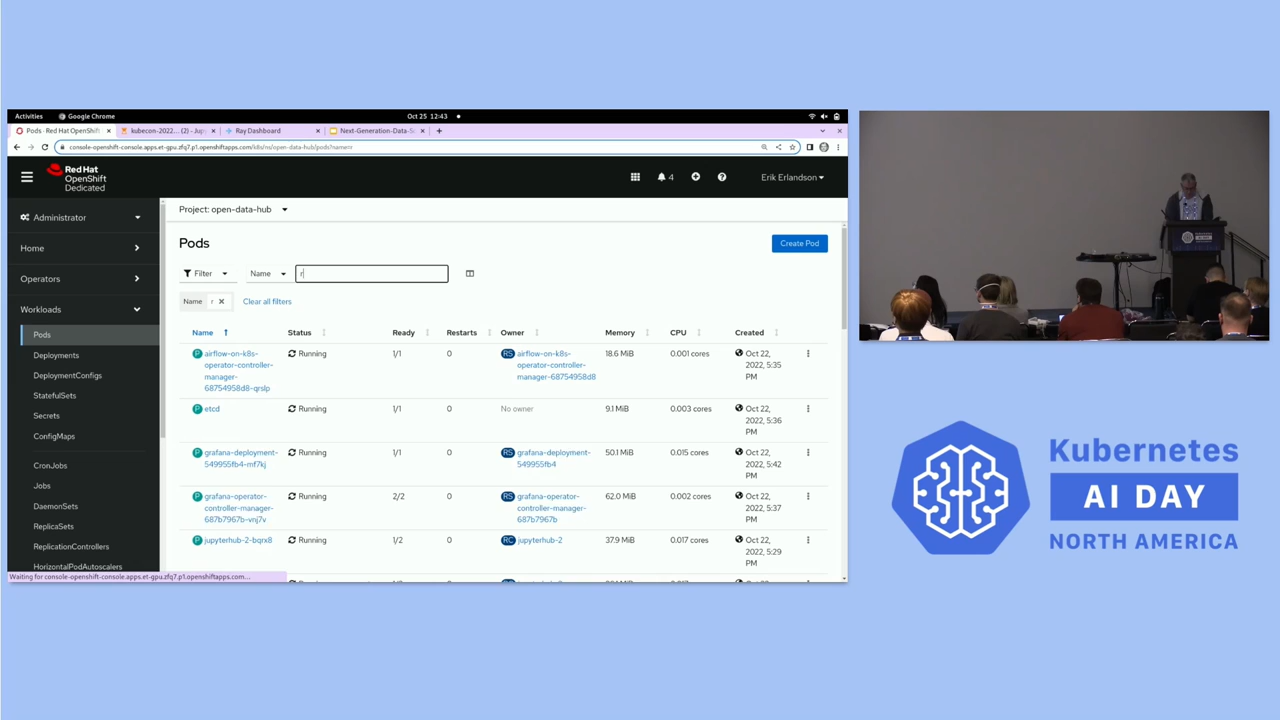 Activities
Google Chrome
Oct 25 12:43
Pods · Red Hat OpenShift
kubecon-2022... (2) - Jupy
Ray Dashboard
Next-Generation-Data-S
console-openshift-console.apps.et-gpu.zfq7.p1.openshiftapps.com/k8s/ns/open-data-hub/pods?name=r
Red Hat
OpenShift
Dedicated
4
Erik Erlandson
Administrator
Home
Operators
Workloads
Pods
Deployments
DeploymentConfigs
StatefulSets
Secrets
ConfigMaps
CronJobs
Jobs
DaemonSets
ReplicaSets
ReplicationControllers
HorizontalPodAutoscalers
Project: open-data-hub
Pods
Create Pod
Filter
Name
r
Name r
Clear all filters
Name Status Ready Restarts Owner Memory CPU Created
P airflow-on-k8s-operator-controller-manager-68754958d8-qrslp Running 1/1 0 RS airflow-on-k8s-operator-controller-manager-68754958d8 18.6 MiB 0.001 cores Oct 22, 2022, 5:35 PM
P etcd Running 1/1 0 No owner 9.1 MiB 0.003 cores Oct 22, 2022, 5:36 PM
P grafana-deployment-549955fb4-mf7kj Running 1/1 0 RS grafana-deployment-549955fb4 50.1 MiB 0.015 cores Oct 22, 2022, 5:42 PM
P grafana-operator-controller-manager-687b7967b-vnj7v Running 2/2 0 RS grafana-operator-controller-manager-687b7967b 62.0 MiB 0.002 cores Oct 22, 2022, 5:37 PM
P jupyterhub-2-bqrx8 Running 1/2 0 RC jupyterhub-2 37.9 MiB 0.017 cores Oct 22, 2022, 5:29 PM
Waiting for console-openshift-console.apps.et-gpu.zfq7.p1.openshiftapps.com...
Kubernetes
AI DAY
NORTH AMERICA